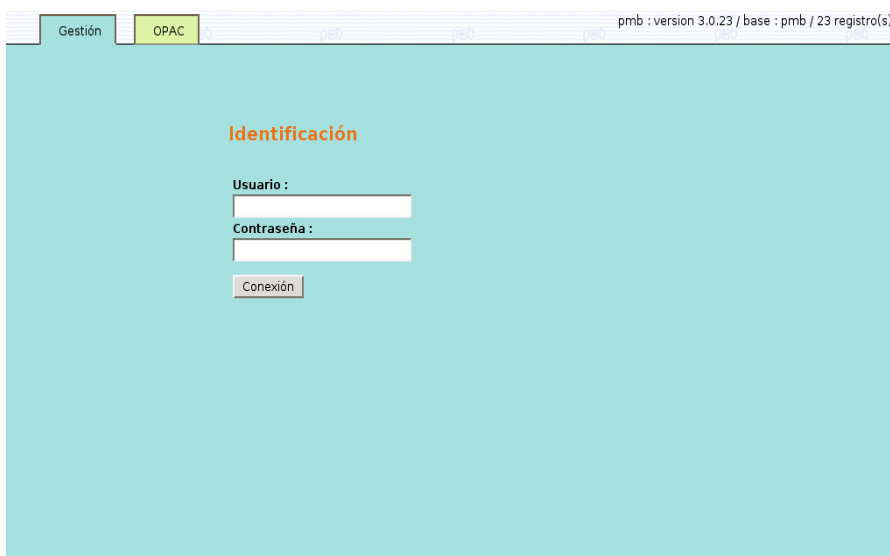 Gestión
OPAC
pmb : version 3.0.23 / base : pmb / 23 registro(s)
Identificación
Usuario :
Contraseña :
Conexión